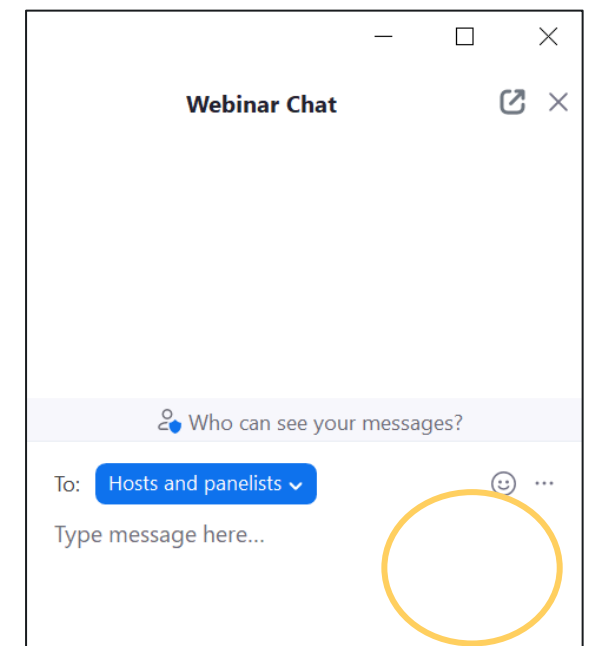 Webinar Chat
Who can see your messages?
To: Hosts and panelists
Type message here...